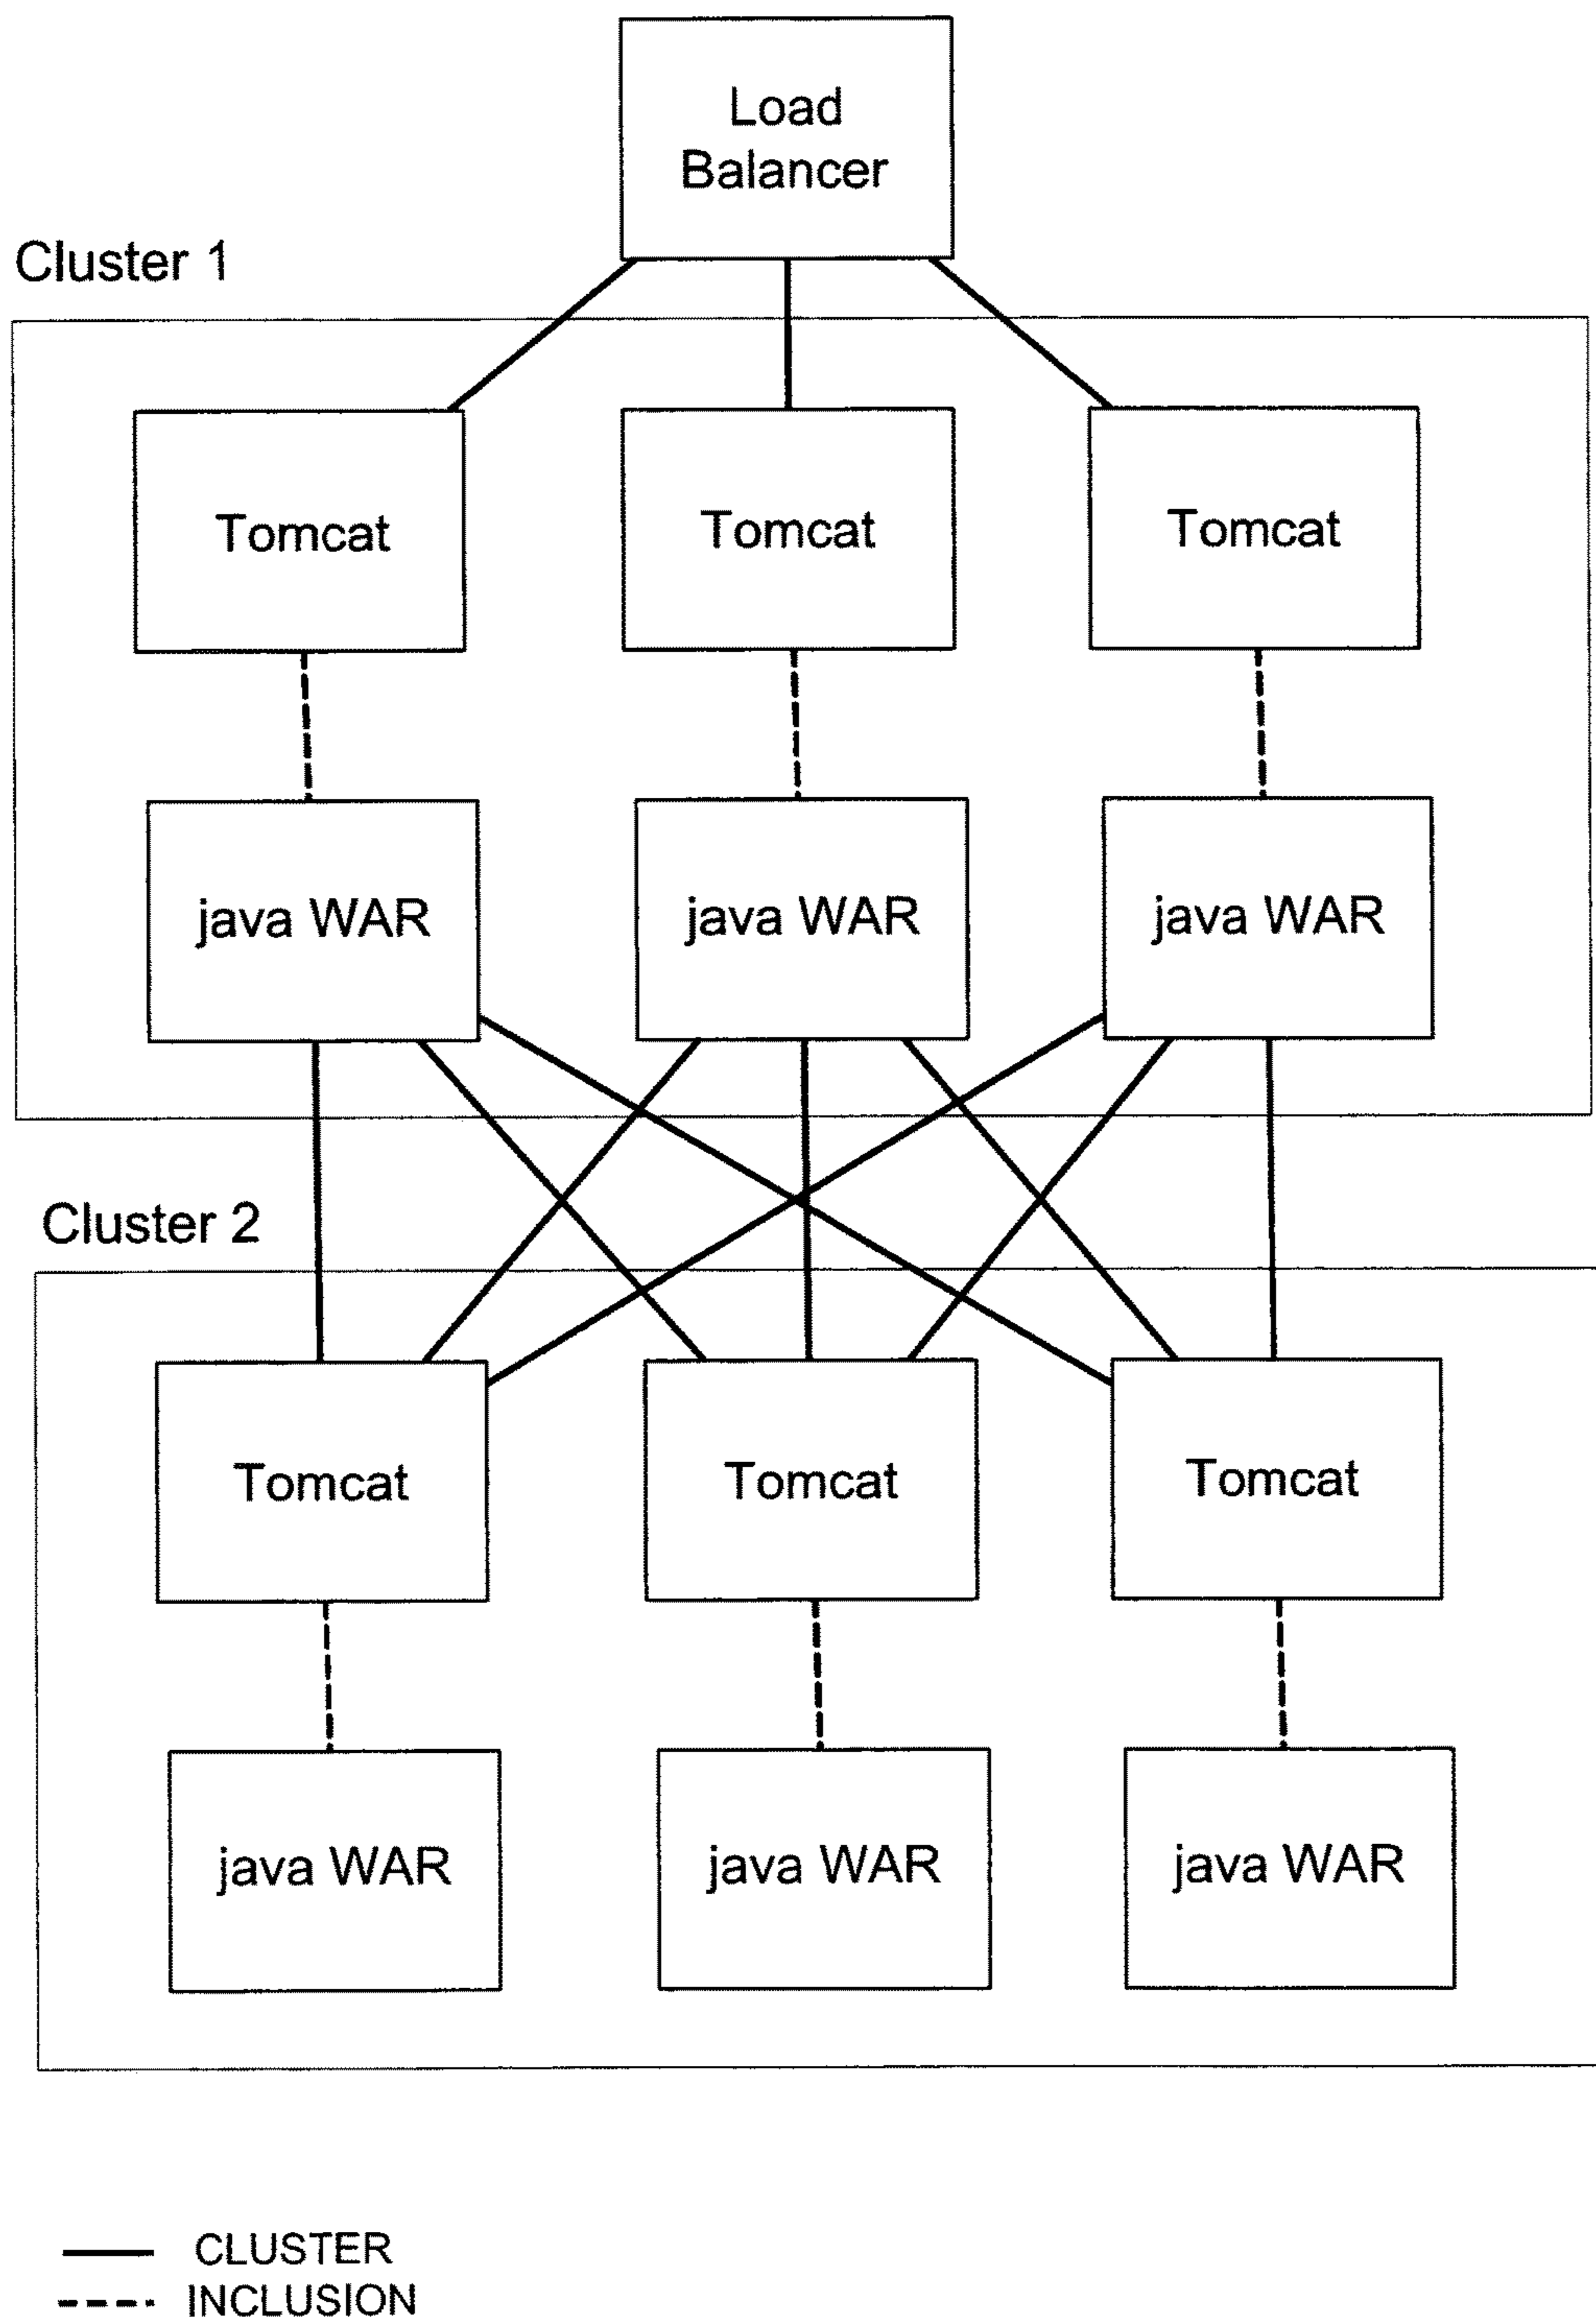 Load
Balancer
Cluster 1
Tomcat
Tomcat
Tomcat
java WAR
java WAR
java WAR
Cluster 2
Tomcat
Tomcat
Tomcat
java WAR
java WAR
java WAR
CLUSTER
INCLUSION